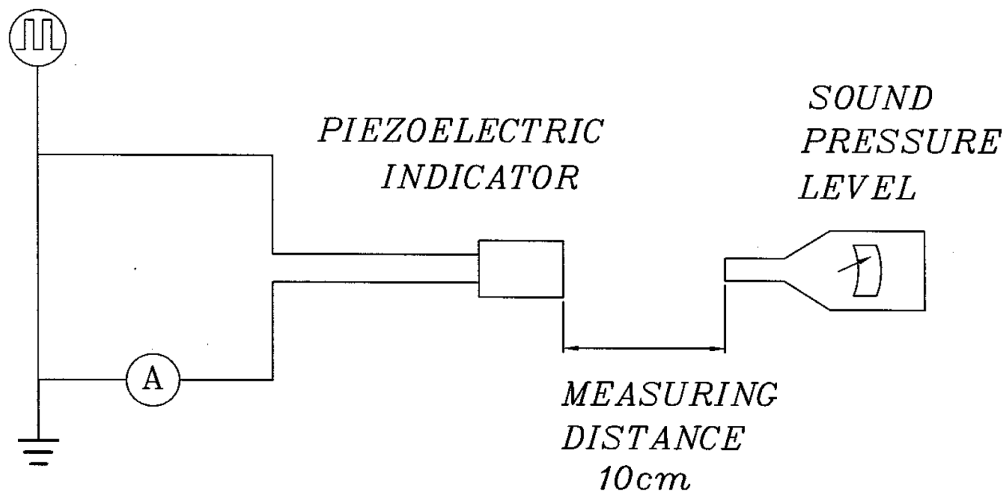 PIEZOELECTRIC
INDICATOR
SOUND
PRESSURE
LEVEL
A
MEASURING
DISTANCE
10cm